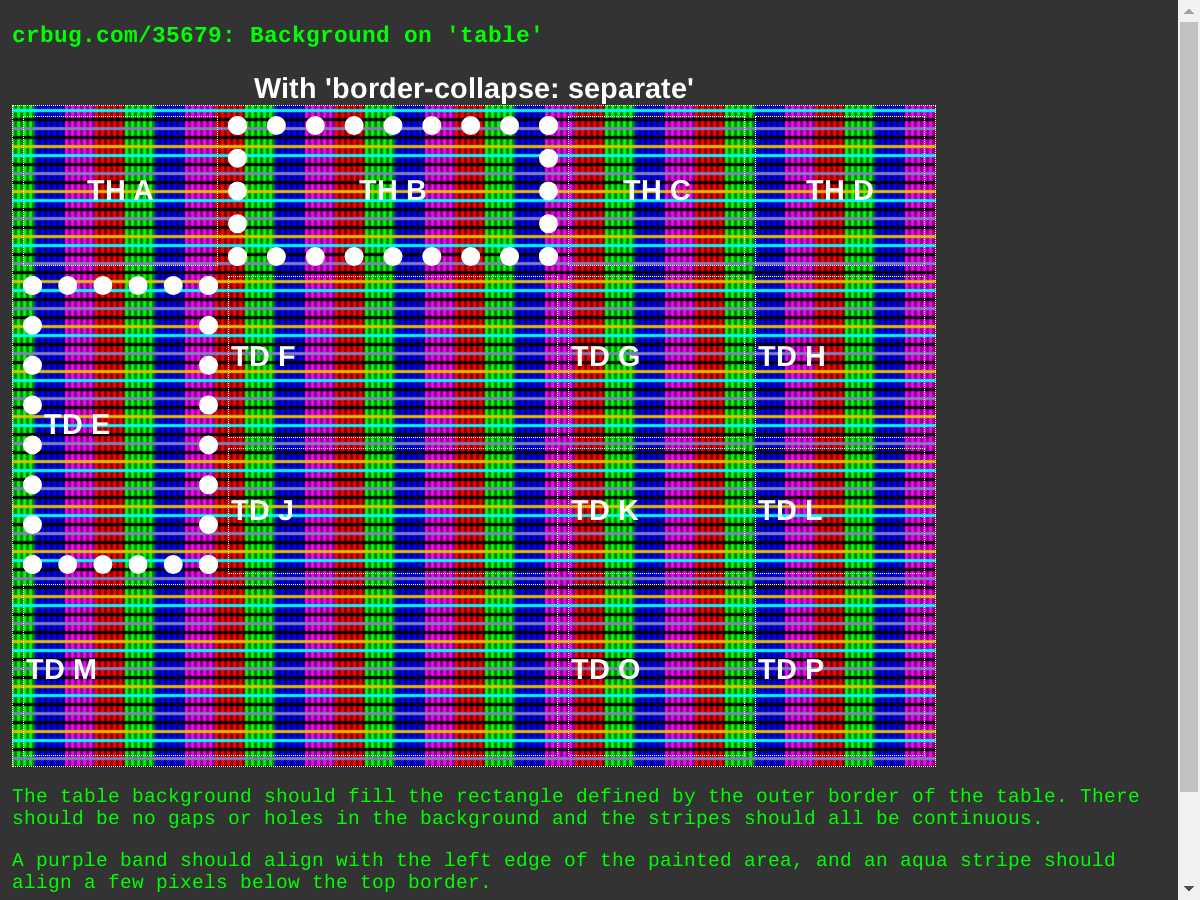 crbug.com/35679: Background on 'table'
With 'border-collapse: separate'
TH A TH B TH C TH D
TD F TD G TD H
TD E
TD J TD K TD L
TD M TD O TD P
The table background should fill the rectangle defined by the outer border of the table. There
should be no gaps or holes in the background and the stripes should all be continuous.
A purple band should align with the left edge of the painted area, and an aqua stripe should
align a few pixels below the top border.